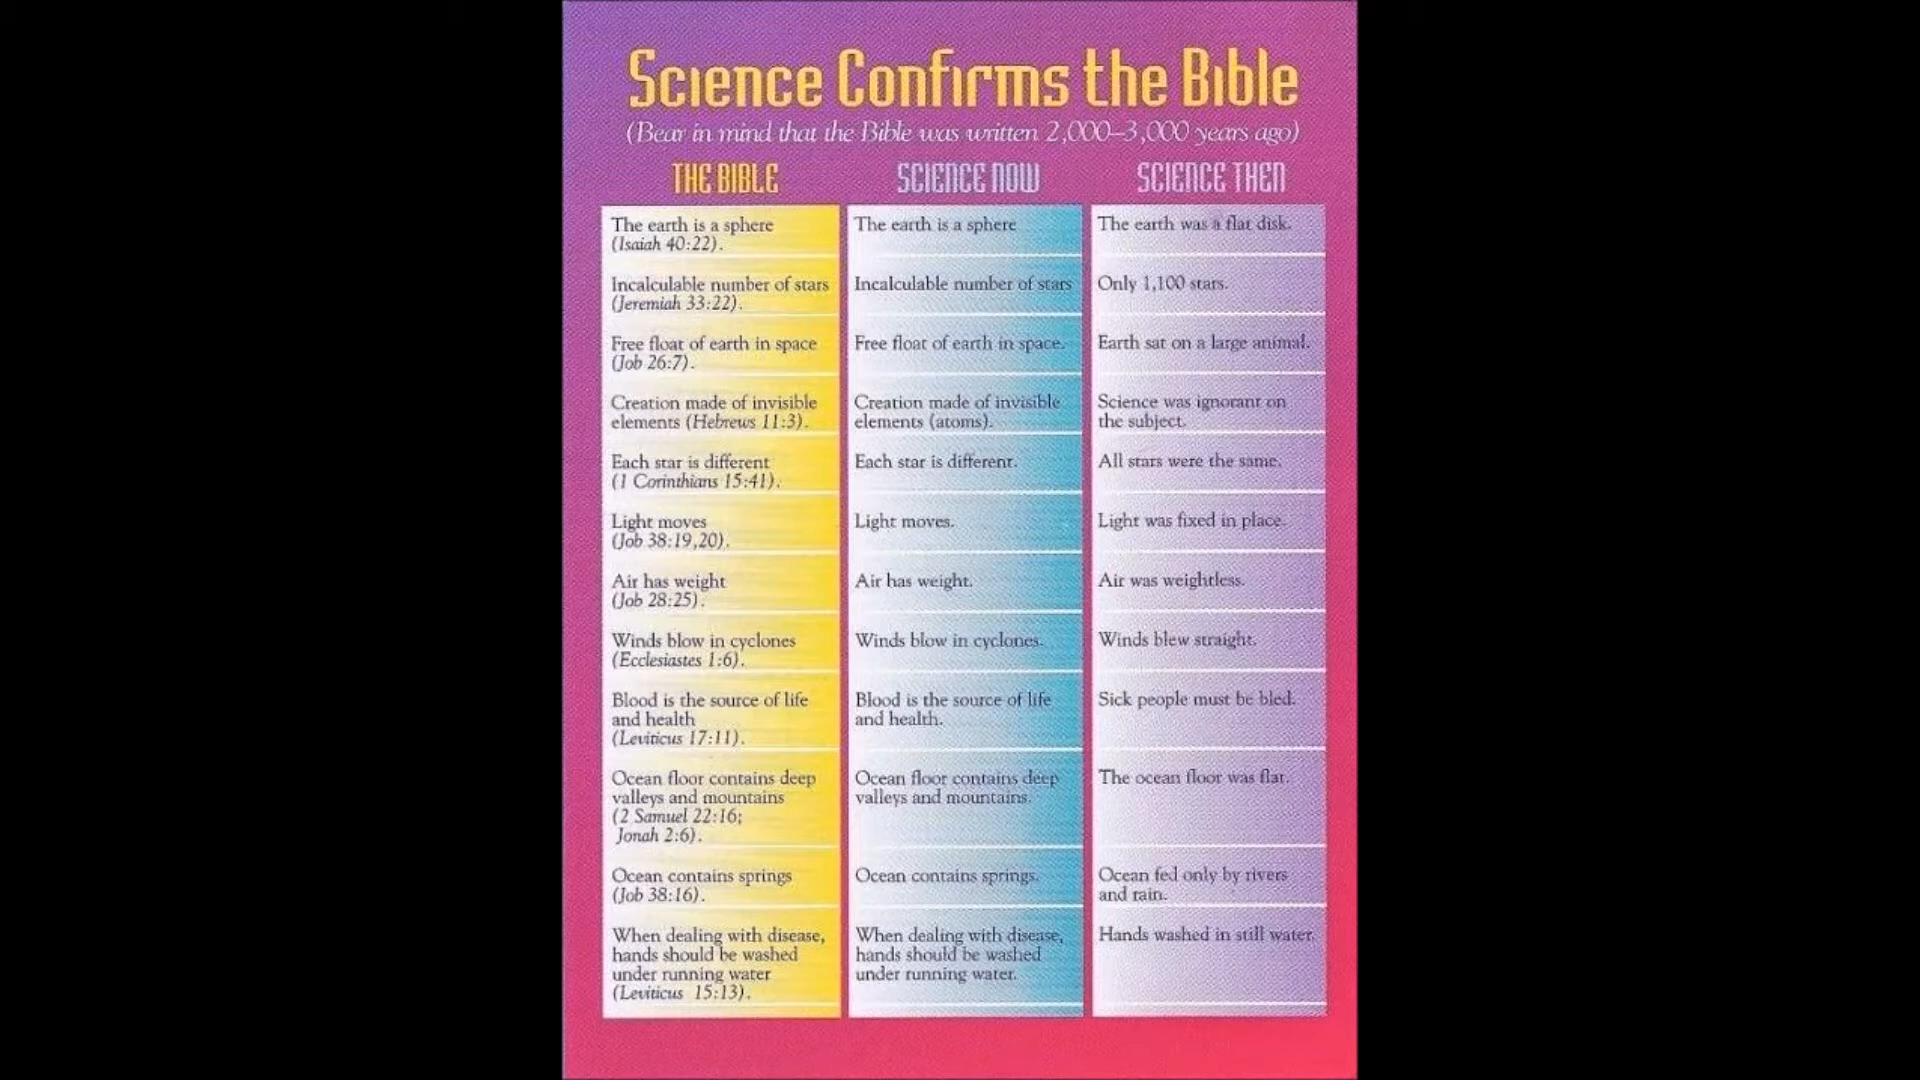 Science Confirms the Bible
(Bear in mind that the Bible was written 2,000–3,000 years ago)
THE BIBLE
SCIENCE NOW
SCIENCE THEN
The earth is a sphere
(Isaiah 40:22).
The earth is a sphere
The earth was a flat disk.
Incalculable number of stars
(Jeremiah 33:22).
Incalculable number of stars
Only 1,100 stars.
Free float of earth in space
(Job 26:7).
Free float of earth in space.
Earth sat on a large animal.
Creation made of invisible
elements (Hebrews 11:3).
Creation made of invisible
elements (atoms).
Science was ignorant on
the subject.
Each star is different
(1 Corinthians 15:41).
Each star is different.
All stars were the same.
Light moves
(Job 38:19,20).
Light moves.
Light was fixed in place.
Air has weight
(Job 28:25).
Air has weight.
Air was weightless.
Winds blow in cyclones
(Ecclesiastes 1:6).
Winds blow in cyclones.
Winds blew straight.
Blood is the source of life
and health
(Leviticus 17:11).
Blood is the source of life
and health.
Sick people must be bled.
Ocean floor contains deep
valleys and mountains
(2 Samuel 22:16;
Jonah 2:6).
Ocean floor contains deep
valleys and mountains.
The ocean floor was flat.
Ocean contains springs
(Job 38:16).
Ocean contains springs.
Ocean fed only by rivers
and rain.
When dealing with disease,
hands should be washed
under running water
(Leviticus 15:13).
When dealing with disease,
hands should be washed
under running water.
Hands washed in still water.